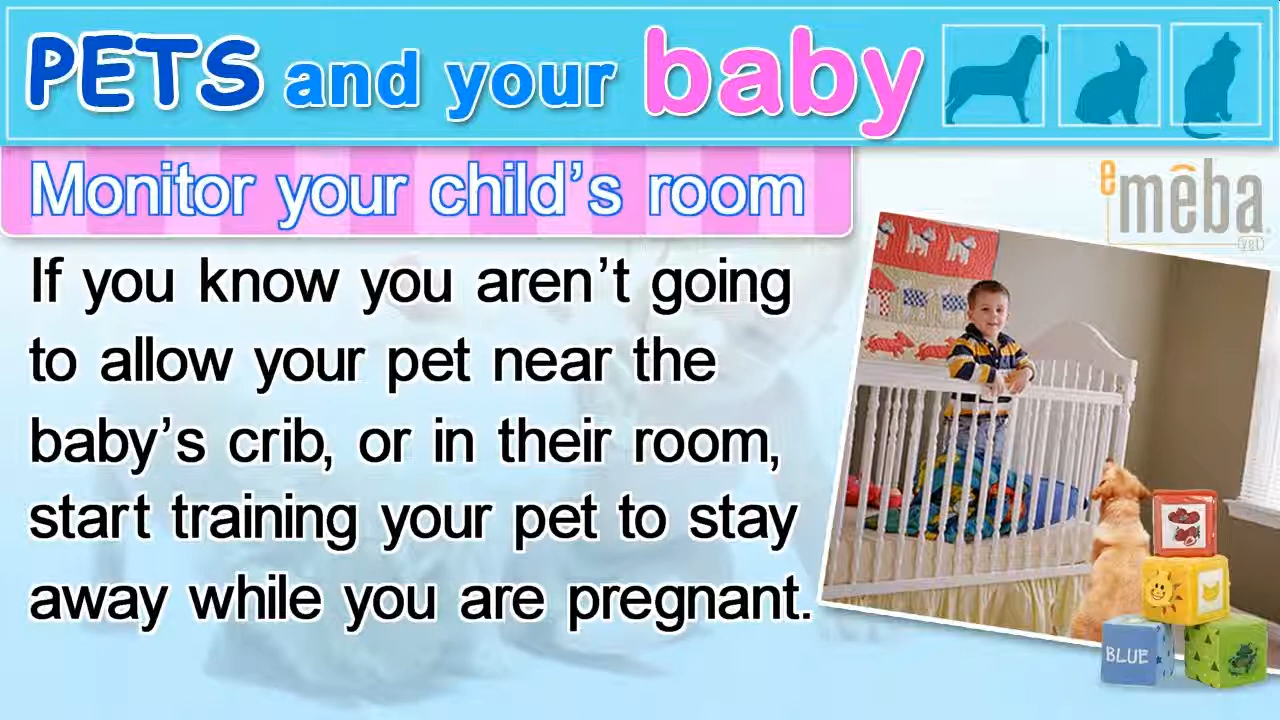 PETS and your baby
Monitor your child’s room
emêba
vet
If you know you aren’t going
to allow your pet near the
baby’s crib, or in their room,
start training your pet to stay
away while you are pregnant.
BLUE